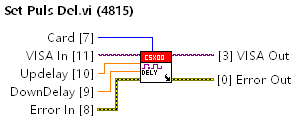 Set Puls Del.vi (4815)
Card [7]
VISA In [11]
Updelay [10]
DownDelay [9]
Error In [8]
CSX00
DELY
[3] VISA Out
[0] Error Out